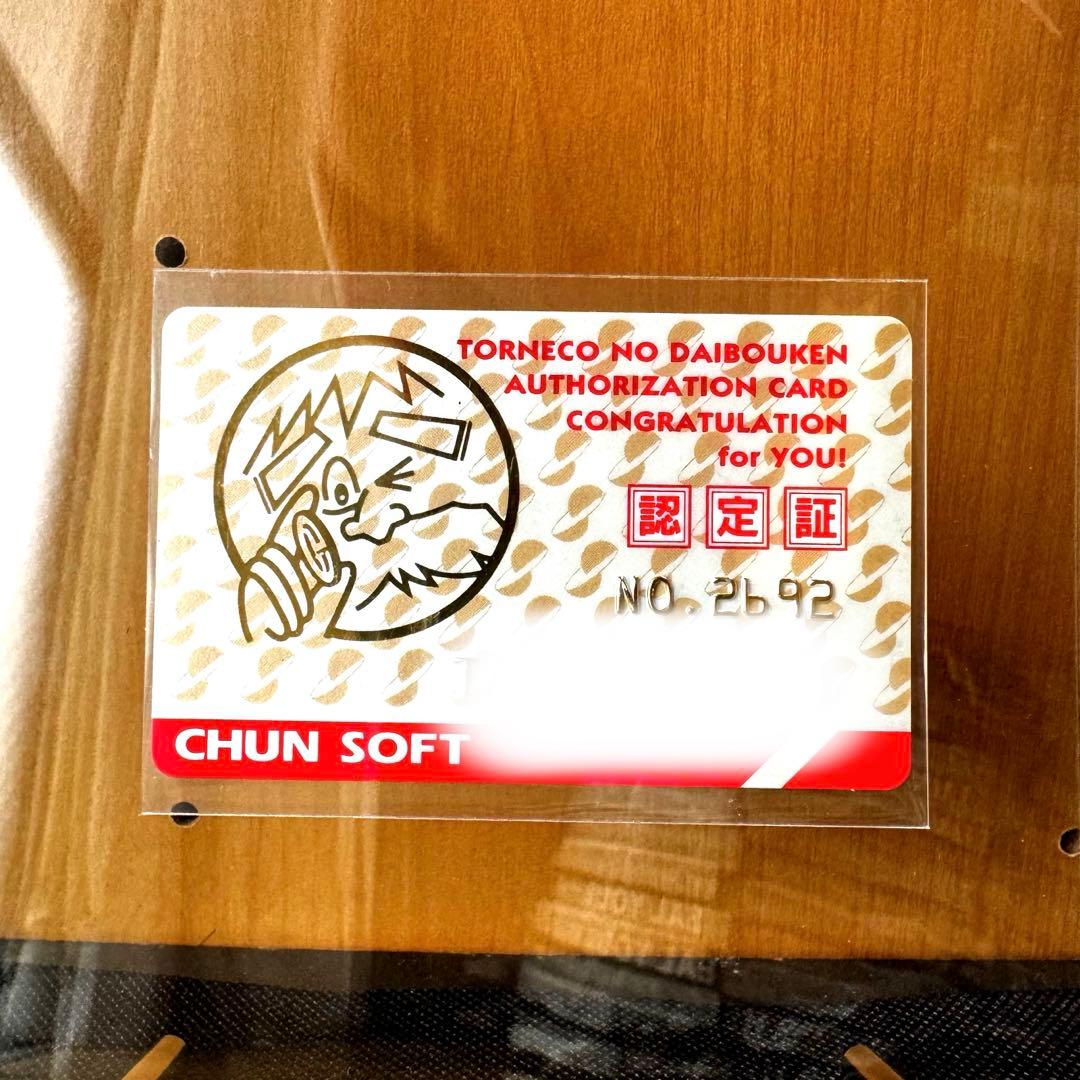 TORNECO NO DAIBOUKEN
AUTHORIZATION CARD
CONGRATULATION
for YOU!
認定証
NO.2692
CHUN SOFT